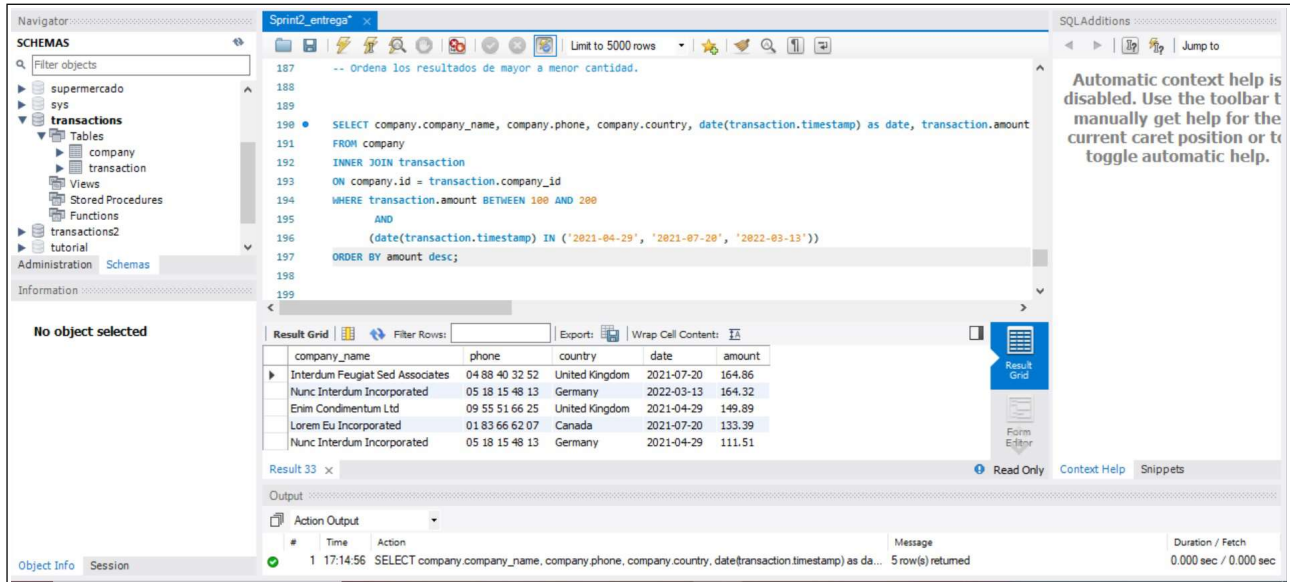 Navigator
SCHEMAS
Filter objects
supermercado
sys
transactions
Tables
company
transaction
Views
Stored Procedures
Functions
transactions2
tutorial
Administration Schemas
Information
No object selected
Object Info Session
Sprint2_entrega*
Limit to 5000 rows
187 -- Ordena los resultados de mayor a menor cantidad.
188
189
190 SELECT company.company_name, company.phone, company.country, date(transaction.timestamp) as date, transaction.amount
191 FROM company
192 INNER JOIN transaction
193 ON company.id = transaction.company_id
194 WHERE transaction.amount BETWEEN 100 AND 200
195 AND
196 (date(transaction.timestamp) IN ('2021-04-29', '2021-07-20', '2022-03-13'))
197 ORDER BY amount desc;
198
199
Result Grid Filter Rows: Export: Wrap Cell Content:
company_name phone country date amount
Interdum Feugiat Sed Associates 04 88 40 32 52 United Kingdom 2021-07-20 164.86
Nunc Interdum Incorporated 05 18 15 48 13 Germany 2022-03-13 164.32
Enim Condimentum Ltd 09 55 51 66 25 United Kingdom 2021-04-29 149.89
Lorem Eu Incorporated 01 83 66 62 07 Canada 2021-07-20 133.39
Nunc Interdum Incorporated 05 18 15 48 13 Germany 2021-04-29 111.51
Result Grid
Form Editor
Result 33
Read Only
Output
Action Output
# Time Action Message Duration / Fetch
1 17:14:56 SELECT company.company_name, company.phone, company.country, date(transaction.timestamp) as da... 5 row(s) returned 0.000 sec / 0.000 sec
SQLAdditions
Jump to
Automatic context help is
disabled. Use the toolbar t
manually get help for the
current caret position or to
toggle automatic help.
Context Help Snippets